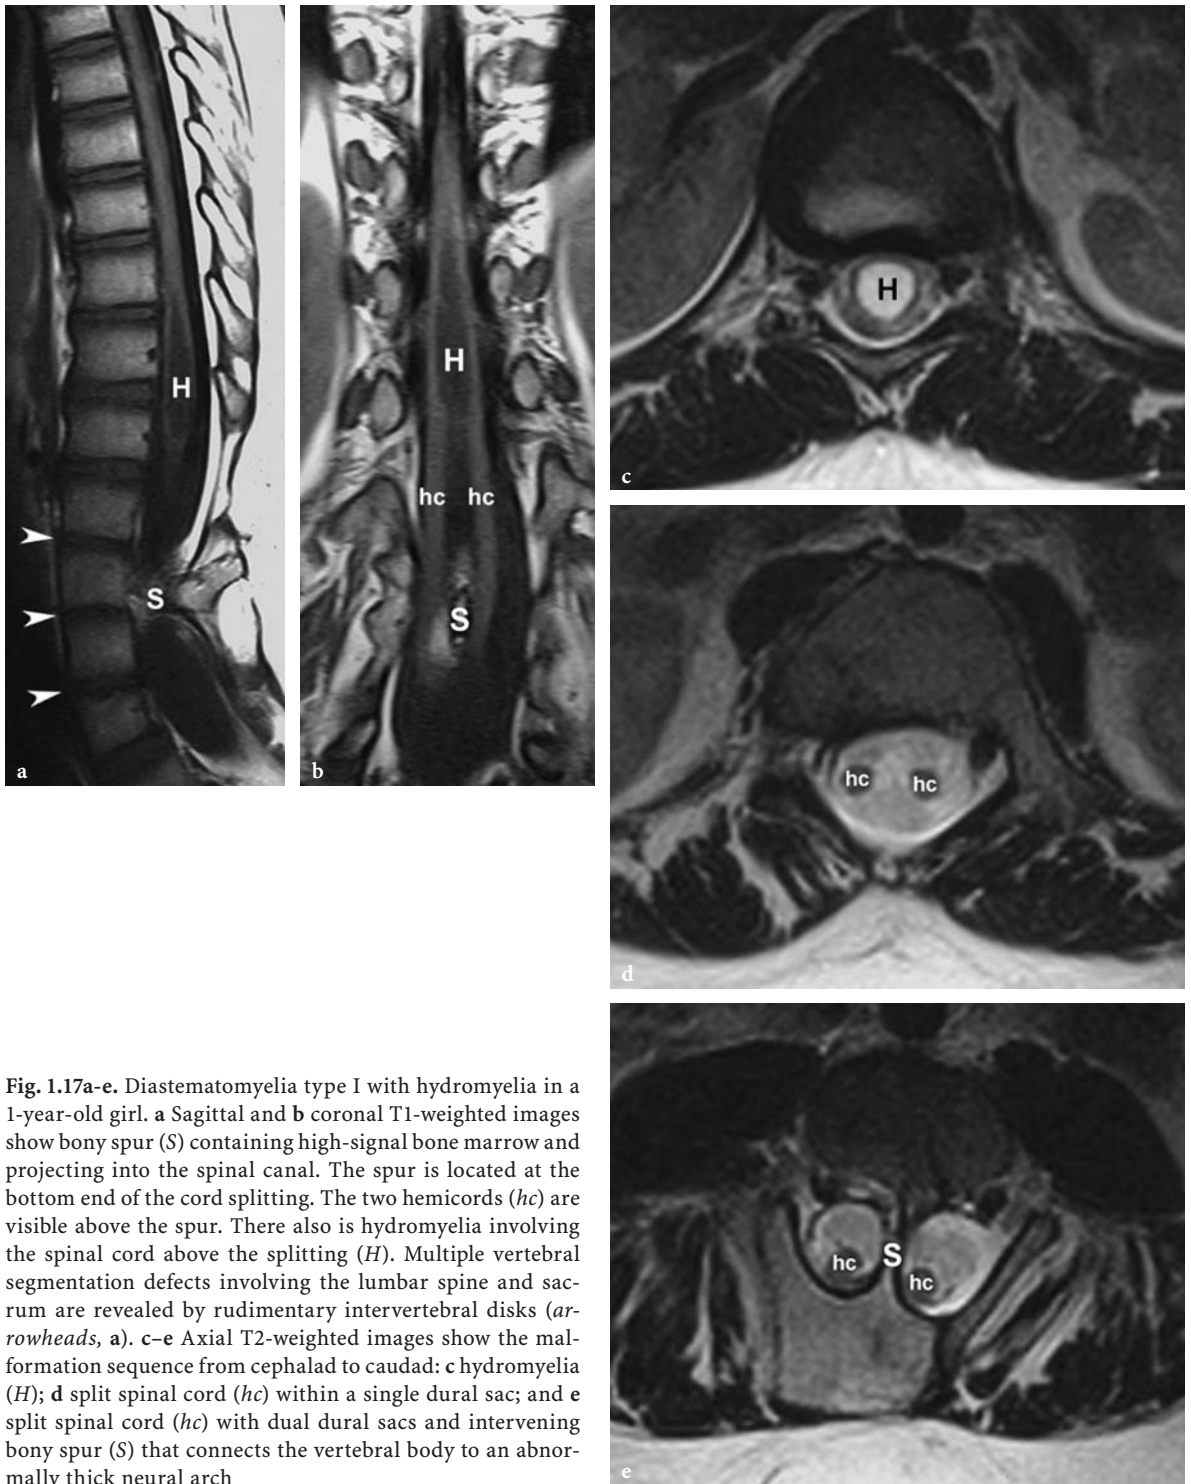 H
S
a
H
hc hc
S
b
H
c
hc hc
d
hc S hc
e
Fig. 1.17a-e. Diastematomyelia type I with hydromyelia in a
1-year-old girl. a Sagittal and b coronal T1-weighted images
show bony spur (S) containing high-signal bone marrow and
projecting into the spinal canal. The spur is located at the
bottom end of the cord splitting. The two hemicords (hc) are
visible above the spur. There also is hydromyelia involving
the spinal cord above the splitting (H). Multiple vertebral
segmentation defects involving the lumbar spine and sac-
rum are revealed by rudimentary intervertebral disks (ar-
rowheads, a). c–e Axial T2-weighted images show the mal-
formation sequence from cephalad to caudad: c hydromyelia
(H); d split spinal cord (hc) within a single dural sac; and e
split spinal cord (hc) with dual dural sacs and intervening
bony spur (S) that connects the vertebral body to an abnor-
mally thick neural arch